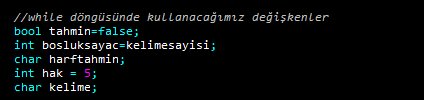 //while döngüsünde kullanacağımız değişkenler
bool tahmin=false;
int bosluksayac=kelimesayisi;
char harftahmin;
int hak = 5;
char kelime;